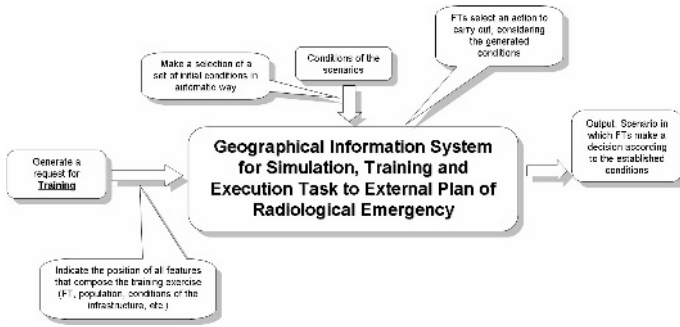 Make a selection of a
set of initial conditions in
automatic way
Conditions of the
scenarios
FTs select an action to
carry out, considering
the generated
conditions
Generate a
request for
Training
Geographical Information System
for Simulation, Training and
Execution Task to External Plan of
Radiological Emergency
Output: Scenario in
which FTs make a
decision according
to the established
conditions
Indicate the position of all features
that compose the training exercise
(FT, population, conditions of the
infrastructure, etc.)